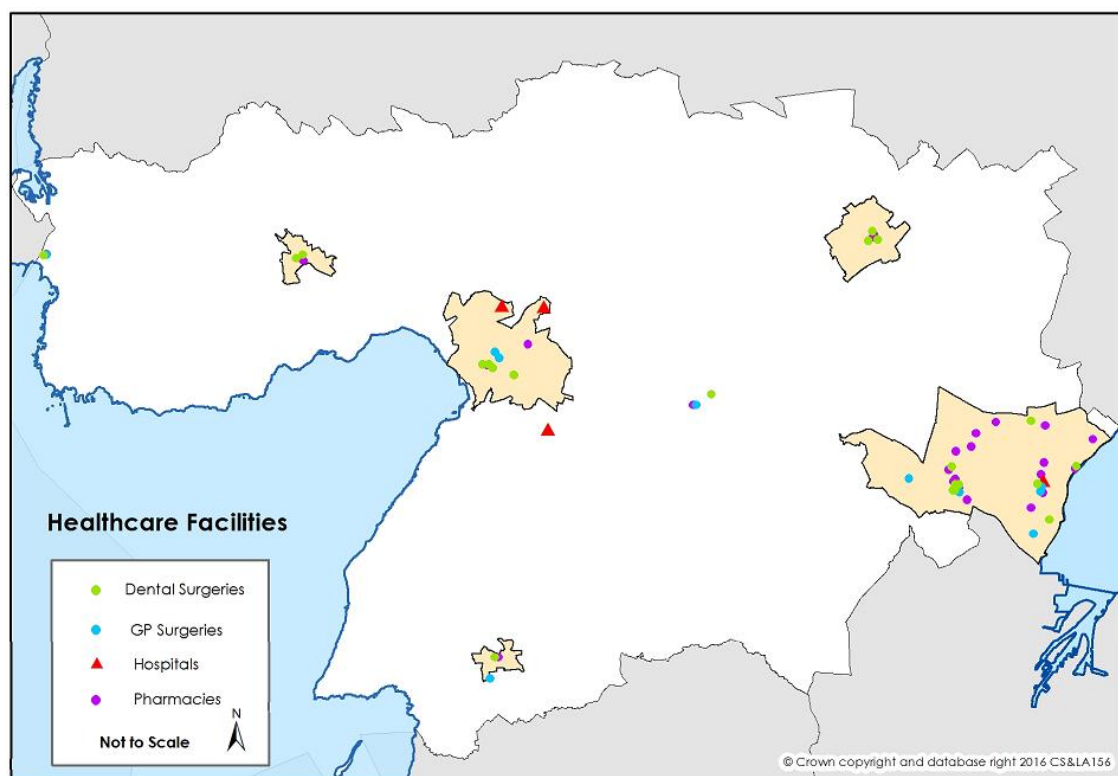 Healthcare Facilities
Dental Surgeries
GP Surgeries
Hospitals
Pharmacies
N
Not to Scale
© Crown copyright and database right 2016 CS&LA156